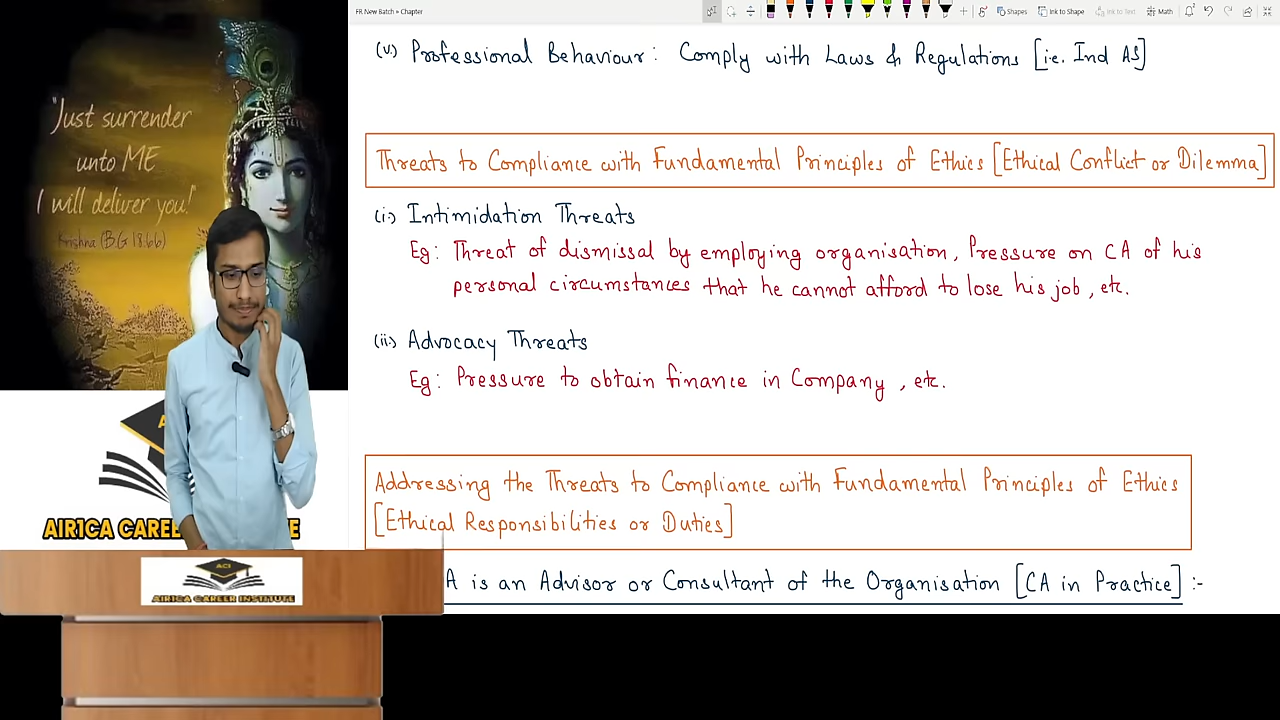 FR New Batch » Chapter
Shapes
Ink to Shape
Ink to Text
Math
(v) Professional Behaviour: Comply with Laws & Regulations [i.e. Ind AS]
Threats to Compliance with Fundamental Principles of Ethics [Ethical Conflict or Dilemma]
(i) Intimidation Threats
Eg: Threat of dismissal by employing organisation, Pressure on CA of his
personal circumstances that he cannot afford to lose his job, etc.
(ii) Advocacy Threats
Eg: Pressure to obtain finance in Company, etc.
Addressing the Threats to Compliance with Fundamental Principles of Ethics
[Ethical Responsibilities or Duties]
A is an Advisor or Consultant of the Organisation [CA in Practice] :-
"Just surrender
unto ME
I will deliver you!"
Krishna (B.G 18.66)
AIR1CA CAREE
TE
ACI
AIR1CA CAREER INSTITUTE